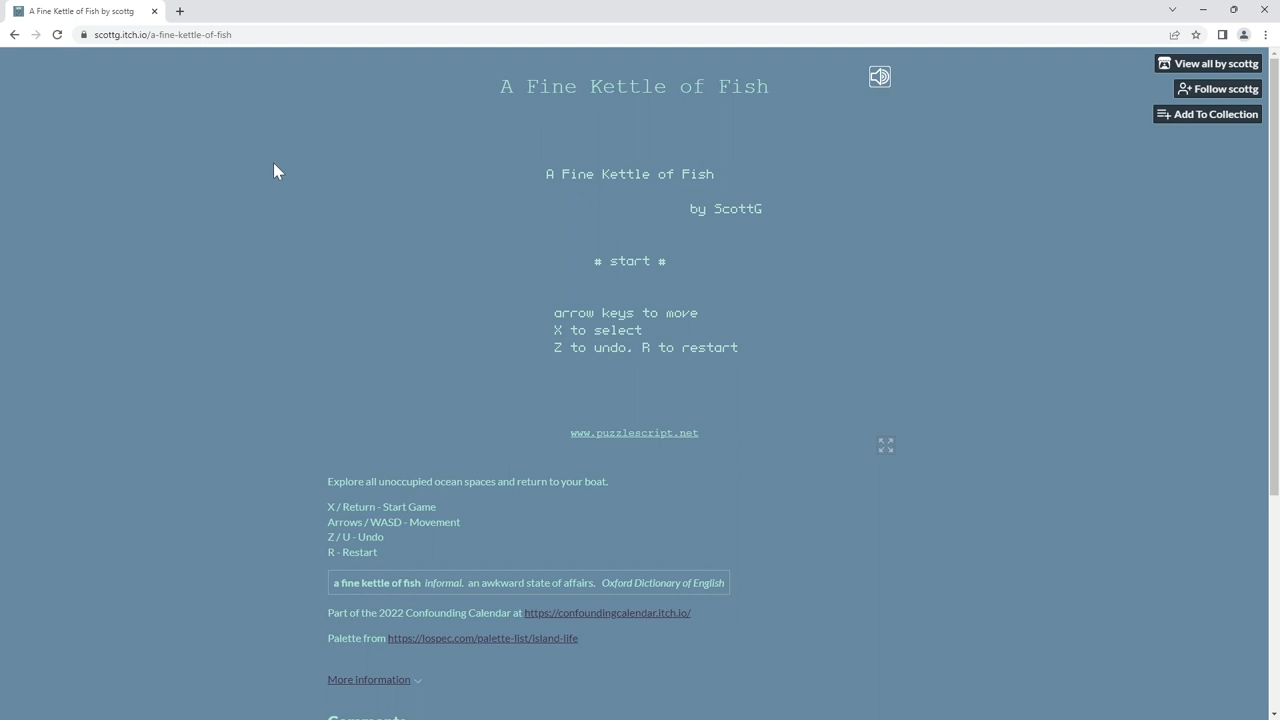 A Fine Kettle of Fish by scottg
scottg.itch.io/a-fine-kettle-of-fish
View all by scottg
Follow scottg
Add To Collection
A Fine Kettle of Fish
A Fine Kettle of Fish
by ScottG
# start #
arrow keys to move
X to select
Z to undo, R to restart
www.puzzlescript.net
Explore all unoccupied ocean spaces and return to your boat.
X / Return - Start Game
Arrows / WASD - Movement
Z / U - Undo
R - Restart
a fine kettle of fish informal. an awkward state of affairs. Oxford Dictionary of English
Part of the 2022 Confounding Calendar at https://confoundingcalendar.itch.io/
Palette from https://lospec.com/palette-list/island-life
More information
Comments